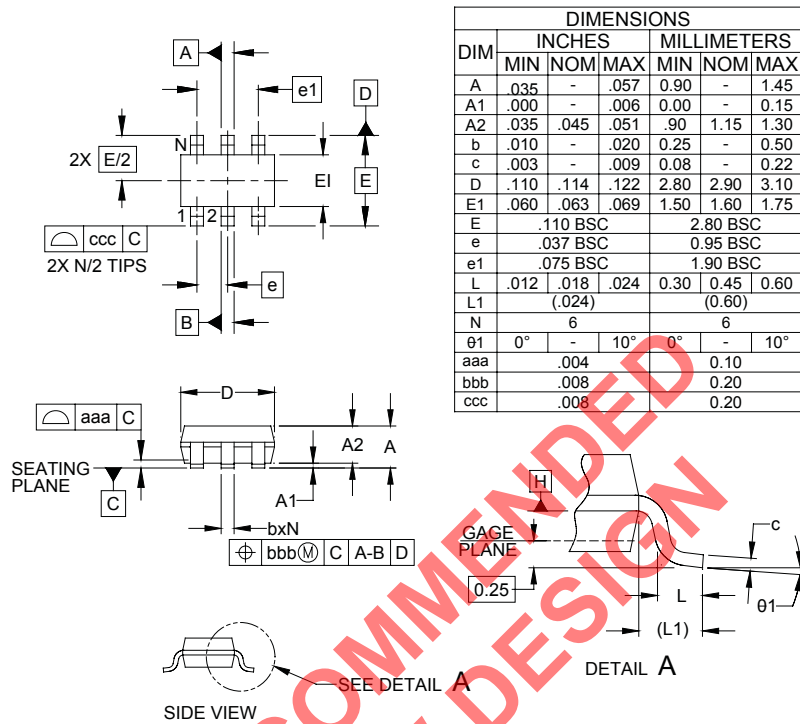 A
e1
D
N
2X E/2
E1
E
1 2
ccc C
2X N/2 TIPS
e
B
DIMENSIONS
DIM INCHES MILLIMETERS
MIN NOM MAX MIN NOM MAX
A .035 - .057 0.90 - 1.45
A1 .000 - .006 0.00 - 0.15
A2 .035 .045 .051 .90 1.15 1.30
b .010 - .020 0.25 - 0.50
c .003 - .009 0.08 - 0.22
D .110 .114 .122 2.80 2.90 3.10
E1 .060 .063 .069 1.50 1.60 1.75
E .110 BSC 2.80 BSC
e .037 BSC 0.95 BSC
e1 .075 BSC 1.90 BSC
L .012 .018 .024 0.30 0.45 0.60
L1 (.024) (0.60)
N 6 6
θ1 0° - 10° 0° - 10°
aaa .004 0.10
bbb .008 0.20
ccc .008 0.20
D
aaa C
A2 A
SEATING
PLANE
C
A1
bxN
bbb Ⓜ C A-B D
H
GAGE
PLANE
0.25
c
L
θ1
(L1)
DETAIL A
SEE DETAIL A
SIDE VIEW
DESIGN